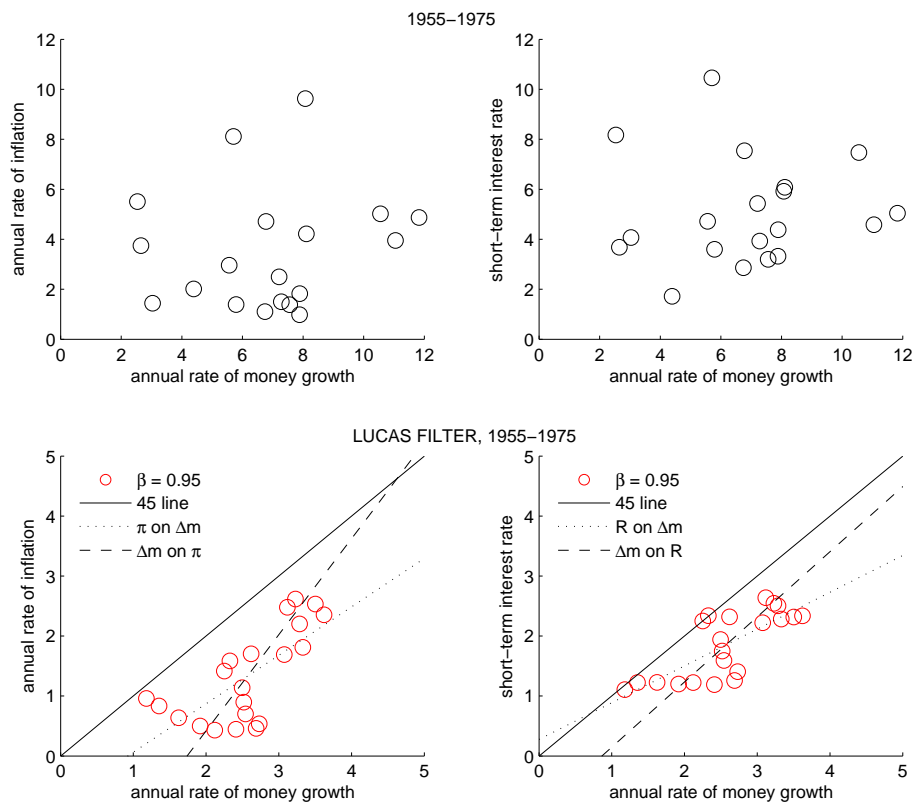 1955−1975
annual rate of inflation
12
10
8
6
4
2
0
0 2 4 6 8 10 12
annual rate of money growth
short−term interest rate
12
10
8
6
4
2
0
0 2 4 6 8 10 12
annual rate of money growth
LUCAS FILTER, 1955−1975
annual rate of inflation
5
4
3
2
1
0
β = 0.95
45 line
π on Δm
Δm on π
0 1 2 3 4 5
annual rate of money growth
short−term interest rate
5
4
3
2
1
0
β = 0.95
45 line
R on Δm
Δm on R
0 1 2 3 4 5
annual rate of money growth